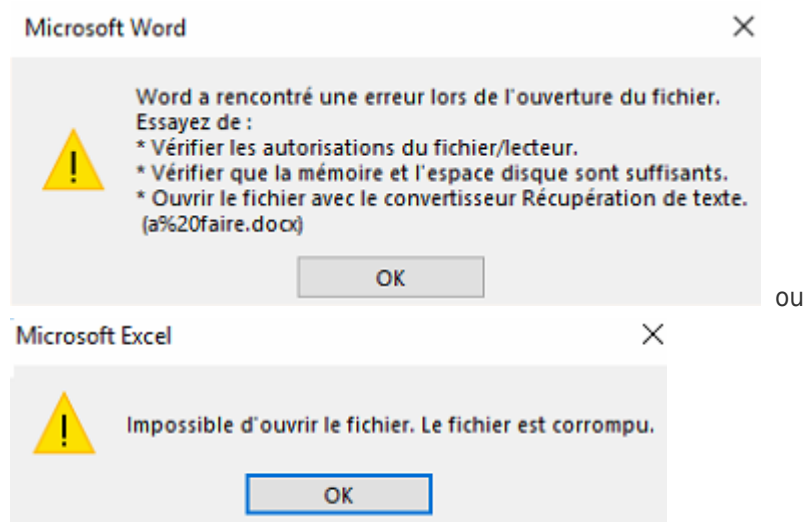 Microsoft Word
Word a rencontré une erreur lors de l'ouverture du fichier.
Essayez de :
* Vérifier les autorisations du fichier/lecteur.
* Vérifier que la mémoire et l'espace disque sont suffisants.
* Ouvrir le fichier avec le convertisseur Récupération de texte.
(a%20faire.docx)
OK
ou
Microsoft Excel
Impossible d'ouvrir le fichier. Le fichier est corrompu.
OK